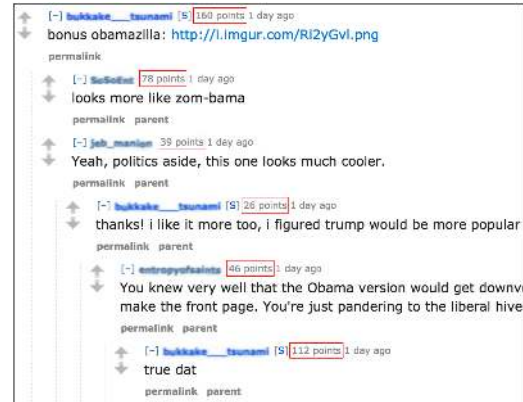 [-] bukkake___tsunami [S] 160 points 1 day ago
bonus obamazilla: http://i.imgur.com/Rl2yGvl.png
permalink
[-] SoSoEnt 78 points 1 day ago
looks more like zom-bama
permalink parent
[-] jeb_manion 39 points 1 day ago
Yeah, politics aside, this one looks much cooler.
permalink parent
[-] bukkake___tsunami [S] 26 points 1 day ago
thanks! i like it more too, i figured trump would be more popular
permalink parent
[-] entropyofsaints 46 points 1 day ago
You knew very well that the Obama version would get downv
make the front page. You're just pandering to the liberal hive
permalink parent
[-] bukkake___tsunami [S] 112 points 1 day ago
true dat
permalink parent